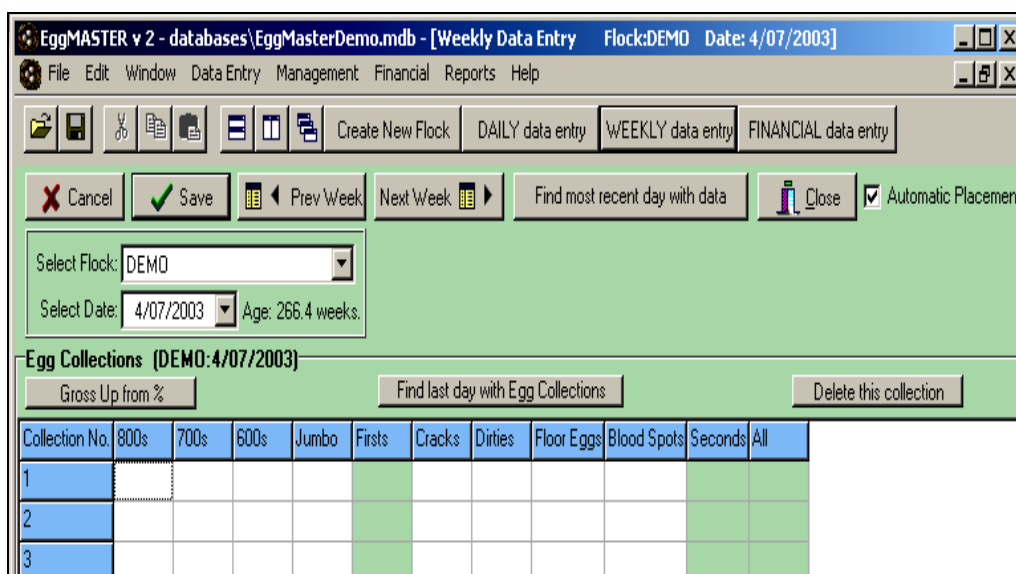 EggMASTER v 2 - databases\EggMasterDemo.mdb - [Weekly Data Entry Flock:DEMO Date: 4/07/2003]
File Edit Window Data Entry Management Financial Reports Help
Create New Flock DAILY data entry WEEKLY data entry FINANCIAL data entry
Cancel Save Prev Week Next Week Find most recent day with data Close Automatic Placemen
Select Flock: DEMO
Select Date: 4/07/2003 Age: 266.4 weeks.
Egg Collections (DEMO:4/07/2003)
Gross Up from % Find last day with Egg Collections Delete this collection
Collection No. 800s 700s 600s Jumbo Firsts Cracks Dirties Floor Eggs Blood Spots Seconds All
1
2
3